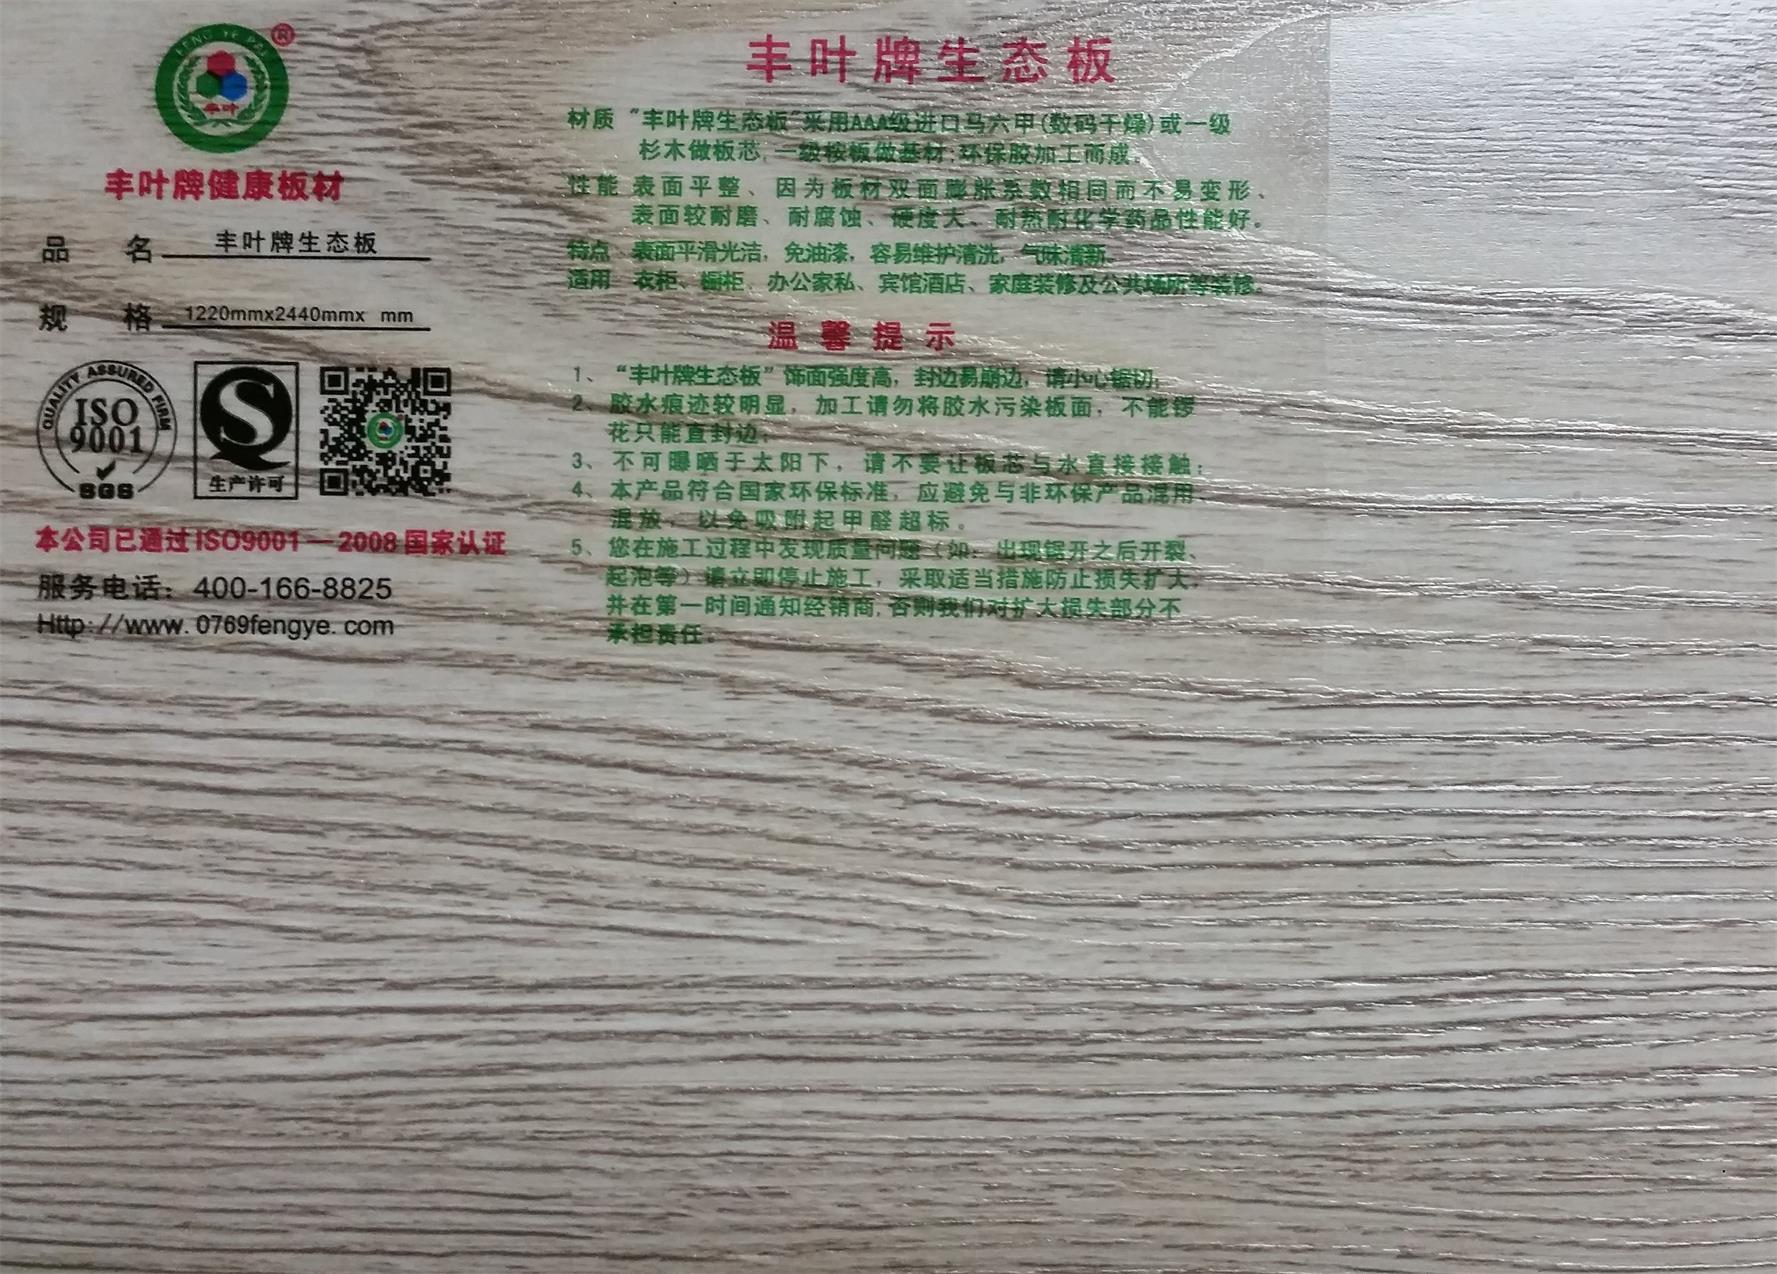 FENG YE PAI
®
丰叶
丰叶牌健康板材
品 名 丰叶牌生态板
规 格 1220mmx2440mmx mm
QUALITY ASSURED FIRM
ISO
9001
SGS
生产许可
本公司已通过ISO9001—2008国家认证
服务电话：400-166-8825
Http://www.0769fengye.com
丰叶牌生态板
材质 “丰叶牌生态板”采用AAA级进口马六甲(数码干燥)或一级
杉木做板芯,一级桉板做基材;环保胶加工而成。
性能 表面平整、因为板材双面膨胀系数相同而不易变形、
表面较耐磨、耐腐蚀、硬度大、耐热耐化学药品性能好。
特点 表面平滑光洁，免油漆，容易维护清洗，气味清新。
适用 衣柜、橱柜、办公家私、宾馆酒店、家庭装修及公共场所等装修。
温馨提示
1、“丰叶牌生态板”饰面强度高，封边易崩边，请小心锯切；
2、胶水痕迹较明显，加工请勿将胶水污染板面，不能锣
花只能直封边；
3、不可曝晒于太阳下，请不要让板芯与水直接接触；
4、本产品符合国家环保标准，应避免与非环保产品混用、
混放，以免吸附起甲醛超标。
5、您在施工过程中发现质量问题（如：出现锯开之后开裂、
起泡等）请立即停止施工，采取适当措施防止损失扩大，
并在第一时间通知经销商,否则我们对扩大损失部分不
承担责任。